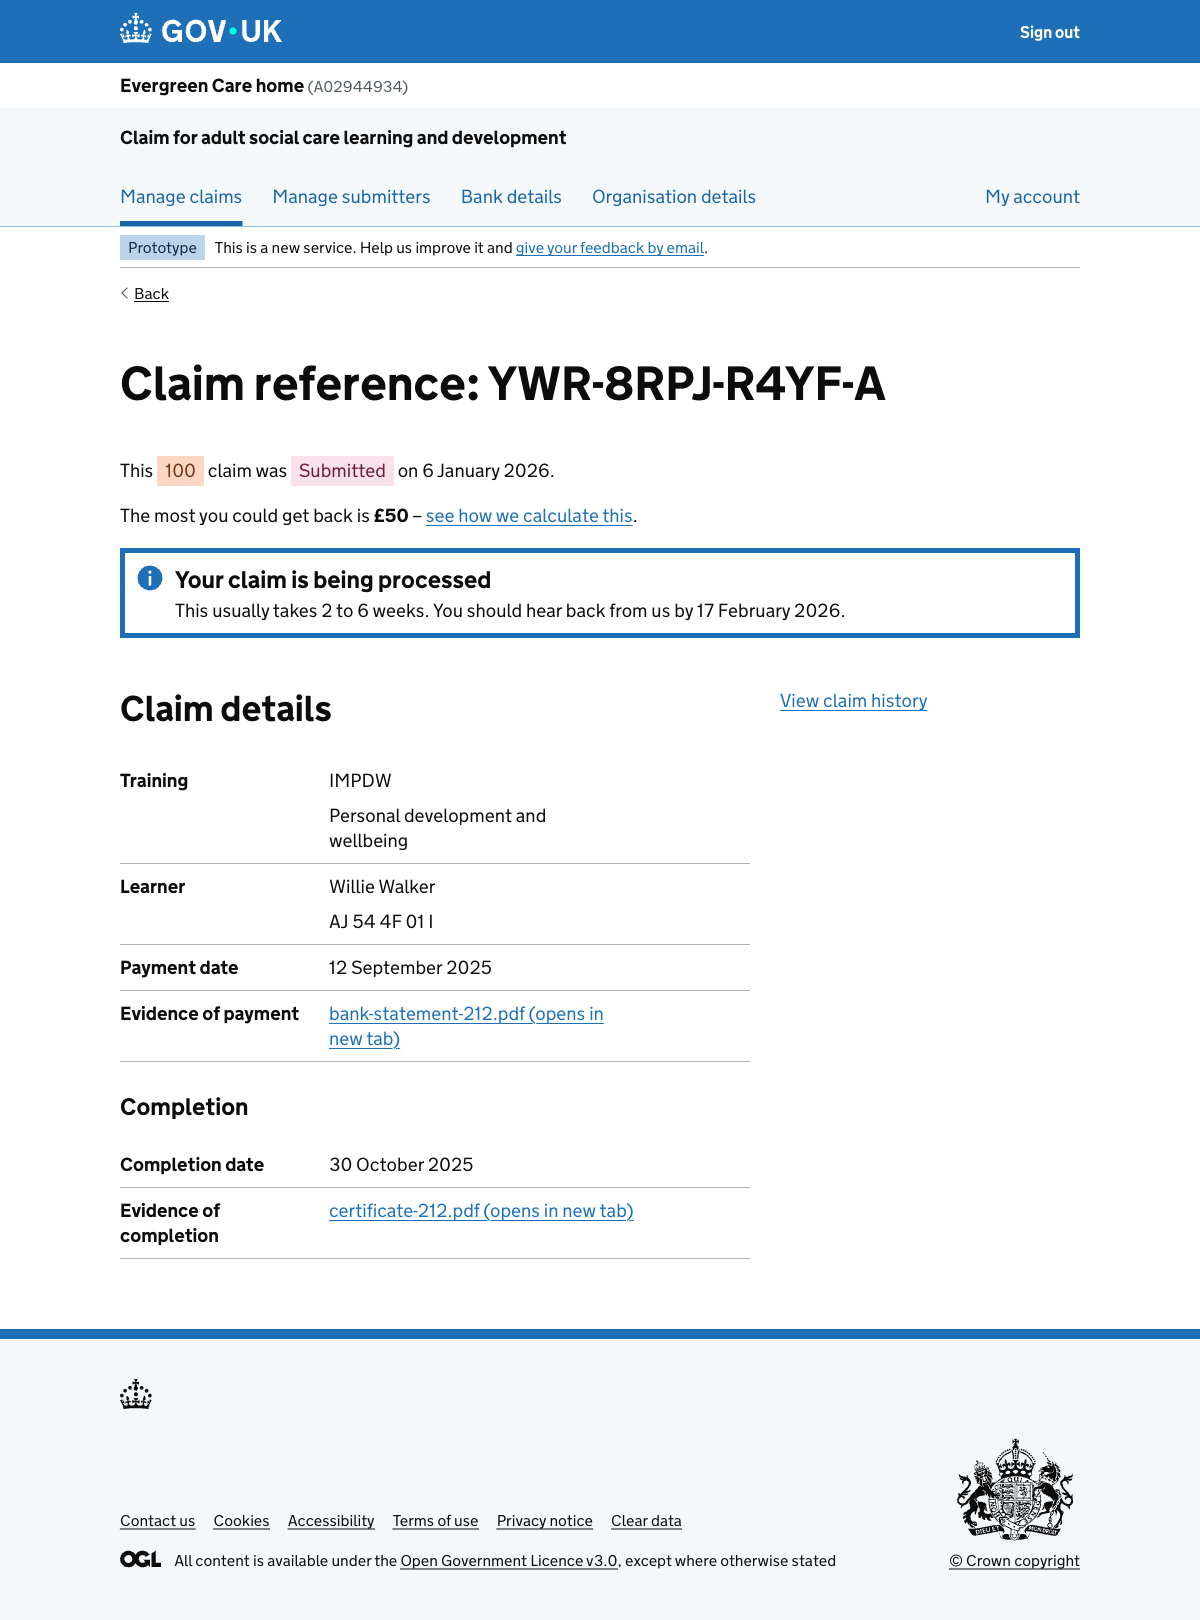 GOV·UK
Sign out
Evergreen Care home (A02944934)
Claim for adult social care learning and development
Manage claims Manage submitters Bank details Organisation details My account
Prototype This is a new service. Help us improve it and give your feedback by email.
Back
Claim reference: YWR-8RPJ-R4YF-A
This 100 claim was Submitted on 6 January 2026.
The most you could get back is £50 – see how we calculate this.
Your claim is being processed
This usually takes 2 to 6 weeks. You should hear back from us by 17 February 2026.
Claim details
View claim history
Training IMPDW
Personal development and
wellbeing
Learner Willie Walker
AJ 54 4F 01 I
Payment date 12 September 2025
Evidence of payment bank-statement-212.pdf (opens in
new tab)
Completion
Completion date 30 October 2025
Evidence of
completion
certificate-212.pdf (opens in new tab)
Contact us Cookies Accessibility Terms of use Privacy notice Clear data
OGL All content is available under the Open Government Licence v3.0, except where otherwise stated
© Crown copyright